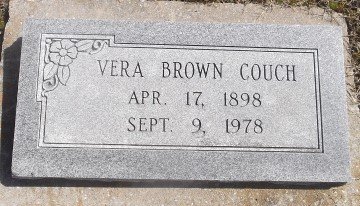 VERA BROWN COUCH
APR. 17, 1898
SEPT. 9, 1978